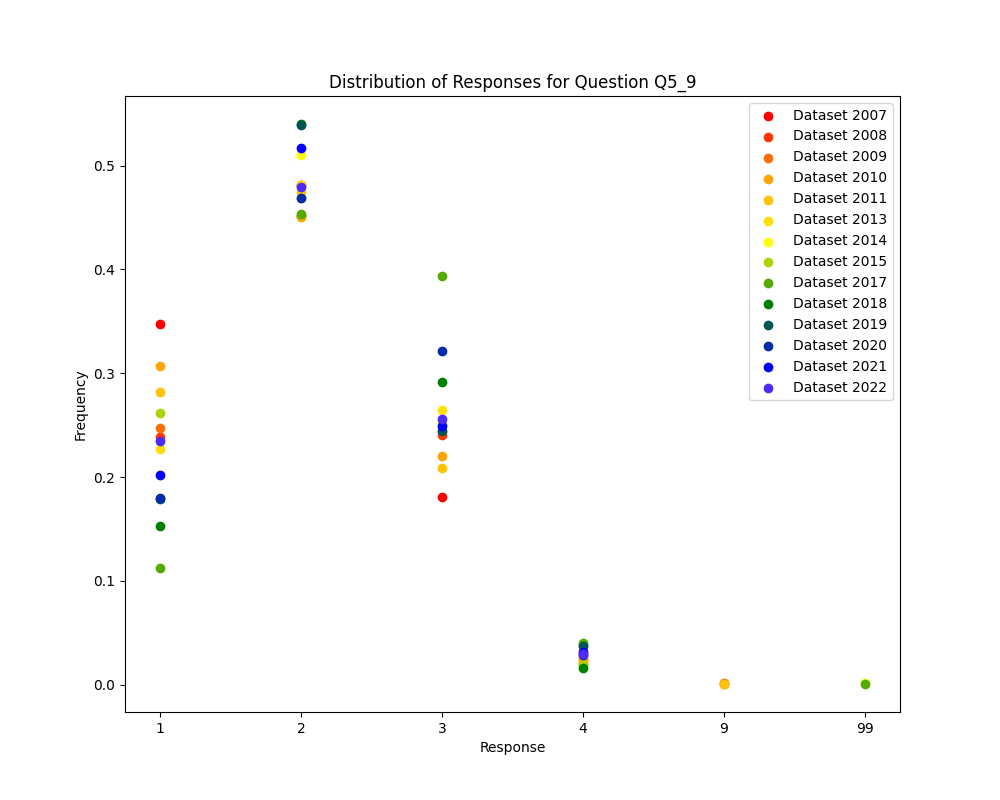 Distribution of Responses for Question Q5_9
Frequency
0.5
0.4
0.3
0.2
0.1
0.0
1 2 3 4 9 99
Response
Dataset 2007
Dataset 2008
Dataset 2009
Dataset 2010
Dataset 2011
Dataset 2013
Dataset 2014
Dataset 2015
Dataset 2017
Dataset 2018
Dataset 2019
Dataset 2020
Dataset 2021
Dataset 2022